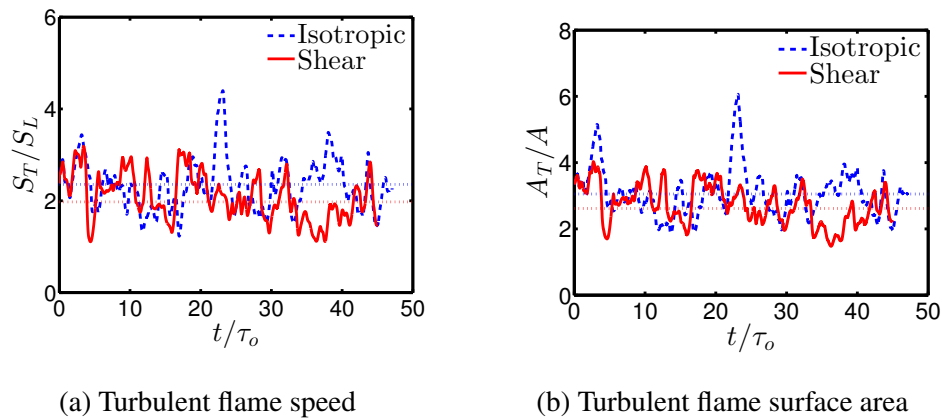 6
4
2
0
S_T/S_L
Isotropic
Shear
0 10 20 30 40 50
t/τ_o
(a) Turbulent flame speed
8
6
4
2
0
A_T/A
Isotropic
Shear
0 10 20 30 40 50
t/τ_o
(b) Turbulent flame surface area